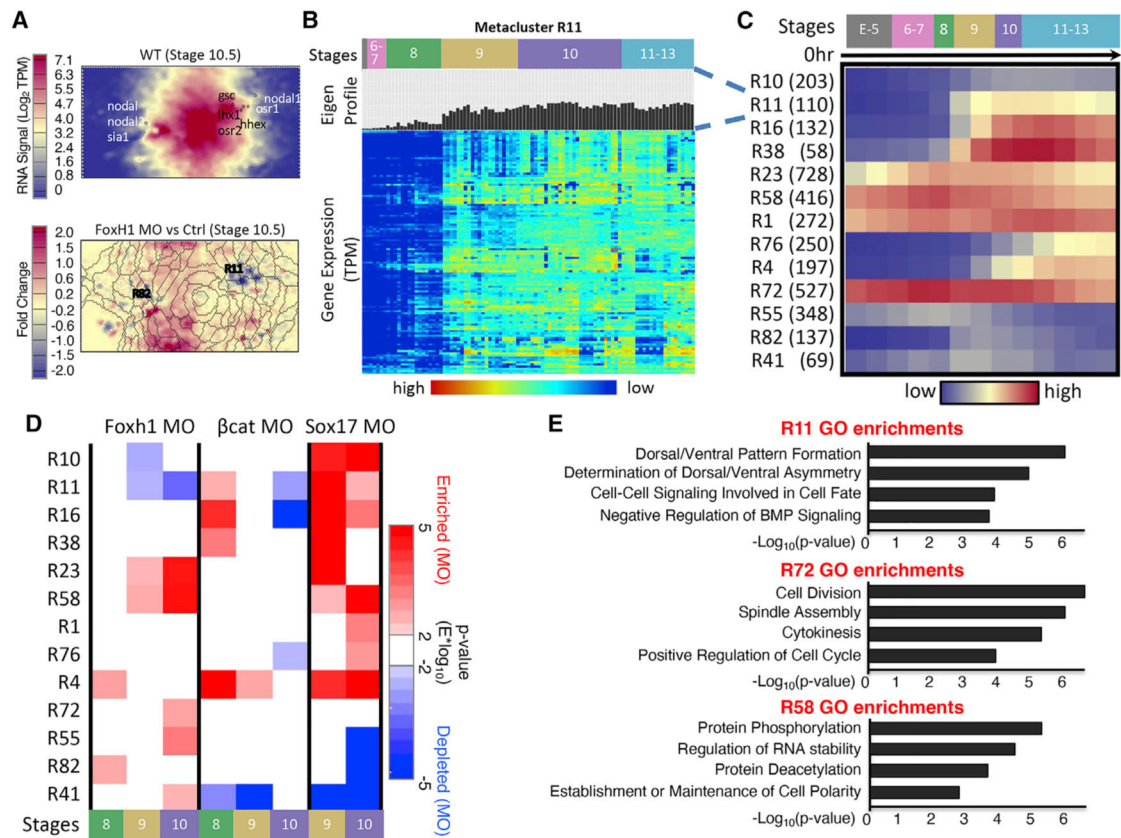 A
WT (Stage 10.5)
RNA Signal (Log2 TPM)
7.1
5.4
4.7
4.0
3.2
2.4
1.6
0.8
0
nodal
nodal2
sia1
gsc
nodal1
osr1
lhx1
hhex
osr2
FoxH1 MO vs Ctrl (Stage 10.5)
Fold Change
2.0
1.5
1.0
0.6
0.2
-0.2
-0.6
-1.0
-1.5
-2.0
R82
R11
B
Metacluster R11
Stages
6-7
8
9
10
11-13
Eigen Profile
Gene Expression (TPM)
high
low
C
Stages
E-5
6-7
8
9
10
11-13
0hr
R10 (203)
R11 (110)
R16 (132)
R38 (58)
R23 (728)
R58 (416)
R1 (272)
R76 (250)
R4 (197)
R72 (527)
R55 (348)
R82 (137)
R41 (69)
low
high
D
Foxh1 MO
βcat MO
Sox17 MO
R10
R11
R16
R38
R23
R58
R1
R76
R4
R72
R55
R82
R41
Stages
8
9
10
8
9
10
9
10
Enriched (MO)
Depleted (MO)
5
2
-2
-5
p-value
(E*log10)
E
R11 GO enrichments
Dorsal/Ventral Pattern Formation
Determination of Dorsal/Ventral Asymmetry
Cell-Cell Signaling Involved in Cell Fate
Negative Regulation of BMP Signaling
-Log10(p-value) 0 1 2 3 4 5 6
R72 GO enrichments
Cell Division
Spindle Assembly
Cytokinesis
Positive Regulation of Cell Cycle
-Log10(p-value) 0 1 2 3 4 5 6
R58 GO enrichments
Protein Phosphorylation
Regulation of RNA stability
Protein Deacetylation
Establishment or Maintenance of Cell Polarity
-Log10(p-value) 0 1 2 3 4 5 6